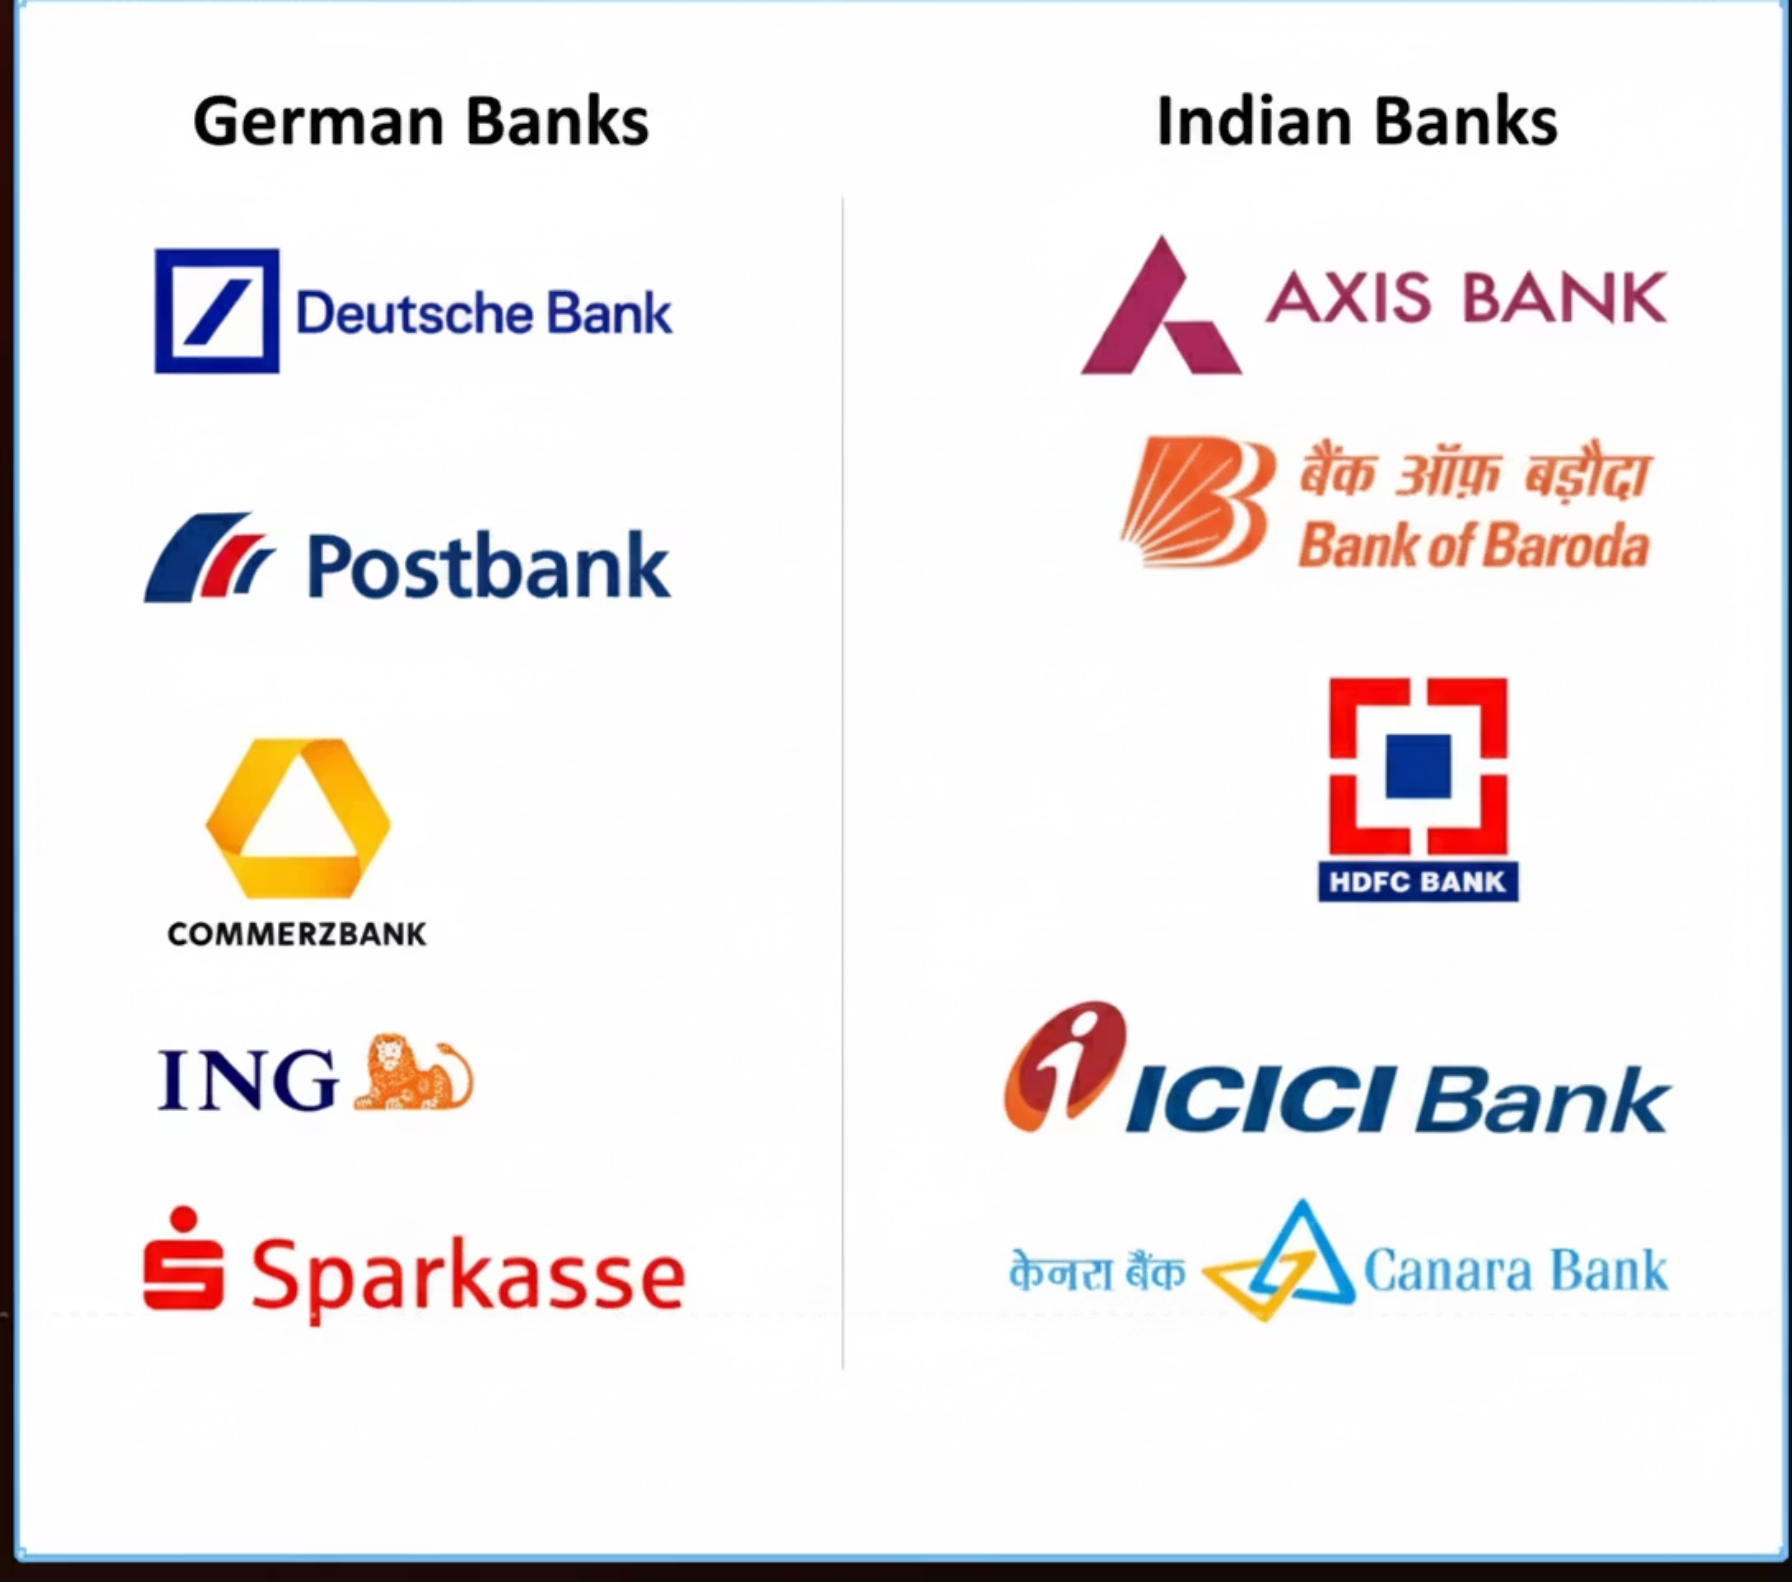 German Banks
Deutsche Bank
Postbank
COMMERZBANK
ING
Sparkasse
Indian Banks
AXIS BANK
बैंक ऑफ़ बड़ौदा
Bank of Baroda
HDFC BANK
ICICI Bank
केनरा बैंक Canara Bank